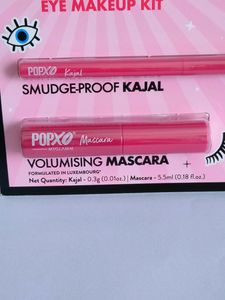 EYE MAKEUP KIT
POPXO Kajal
SMUDGE-PROOF KAJAL
POPXO Mascara
MYGLAMM
VOLUMISING MASCARA
FORMULATED IN LUXEMBOURG*
Net Quantity: Kajal - 0.3g (0.01oz.) | Mascara - 5.5ml (0.18 fl.oz.)